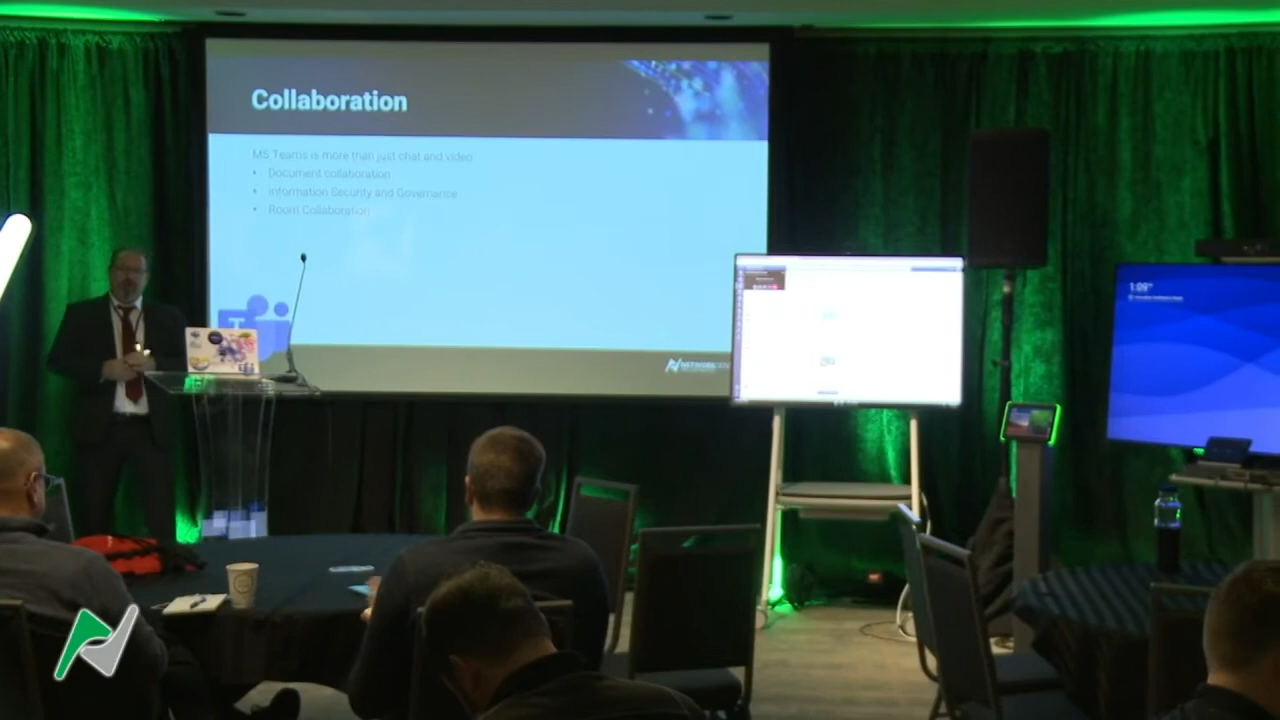 Collaboration
MS Teams is more than just chat and video
• Document collaboration
• Information Security and Governance
• Room Collaboration
T
1:09